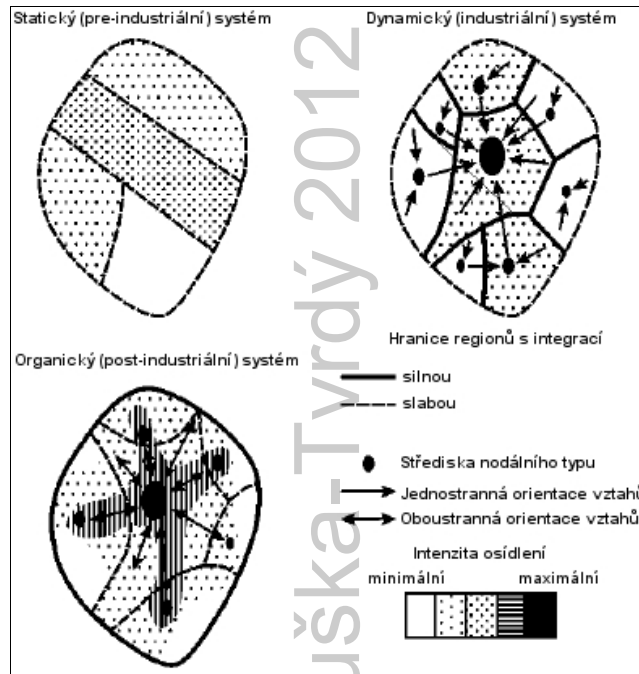 Statický (pre-industriální) systém
Dynamický (industriální) systém
Hranice regionů s integrací
silnou
slabou
Organický (post-industriální) systém
Střediska nodálního typu
Jednostranná orientace vztahů
Oboustranná orientace vztahů
Intenzita osídlení
minimální maximální
uška-Tvrdý 2012